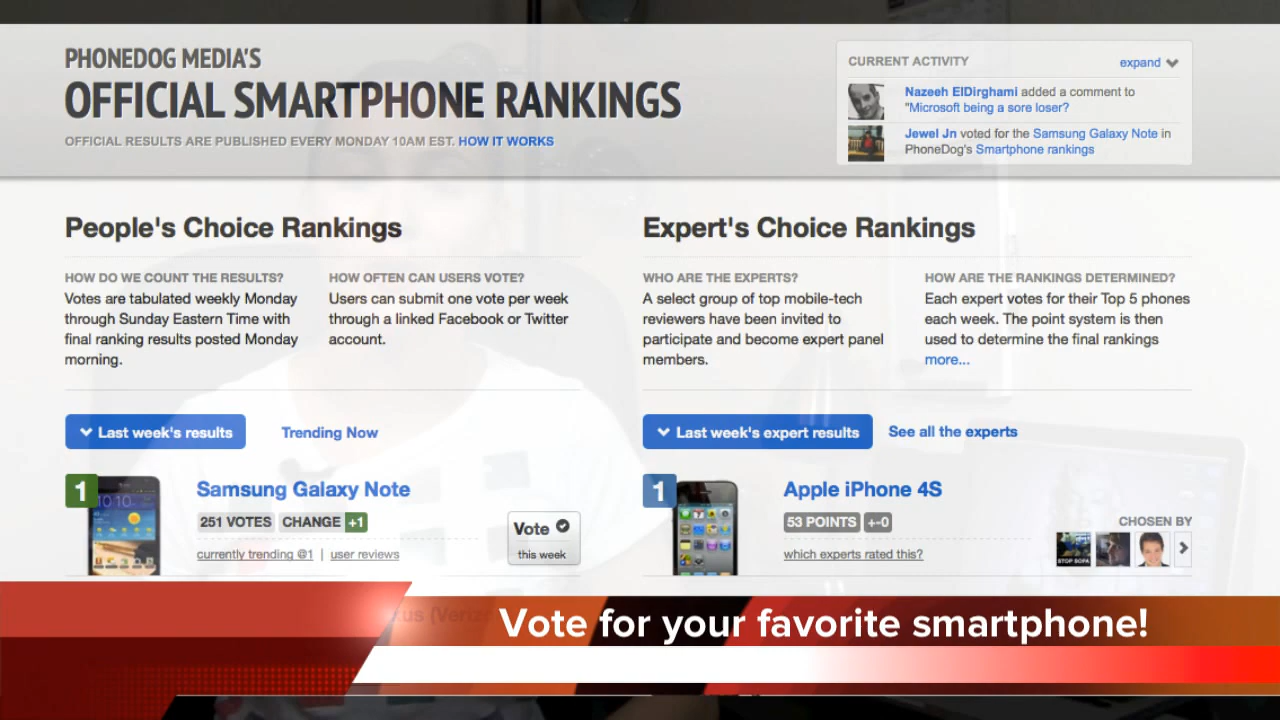 PHONEDOG MEDIA'S
OFFICIAL SMARTPHONE RANKINGS
OFFICIAL RESULTS ARE PUBLISHED EVERY MONDAY 10AM EST. HOW IT WORKS
CURRENT ACTIVITY
expand
Nazeeh ElDirghami added a comment to
"Microsoft being a sore loser?
Jewel Jn voted for the Samsung Galaxy Note in
PhoneDog's Smartphone rankings
People's Choice Rankings
HOW DO WE COUNT THE RESULTS?
Votes are tabulated weekly Monday
through Sunday Eastern Time with
final ranking results posted Monday
morning.
HOW OFTEN CAN USERS VOTE?
Users can submit one vote per week
through a linked Facebook or Twitter
account.
Last week's results
Trending Now
1
Samsung Galaxy Note
251 VOTES CHANGE +1
currently trending @1 | user reviews
Vote
this week
Expert's Choice Rankings
WHO ARE THE EXPERTS?
A select group of top mobile-tech
reviewers have been invited to
participate and become expert panel
members.
HOW ARE THE RANKINGS DETERMINED?
Each expert votes for their Top 5 phones
each week. The point system is then
used to determine the final rankings
more...
Last week's expert results
See all the experts
1
Apple iPhone 4S
53 POINTS +-0
which experts rated this?
CHOSEN BY
STOP SOPA
Vote for your favorite smartphone!